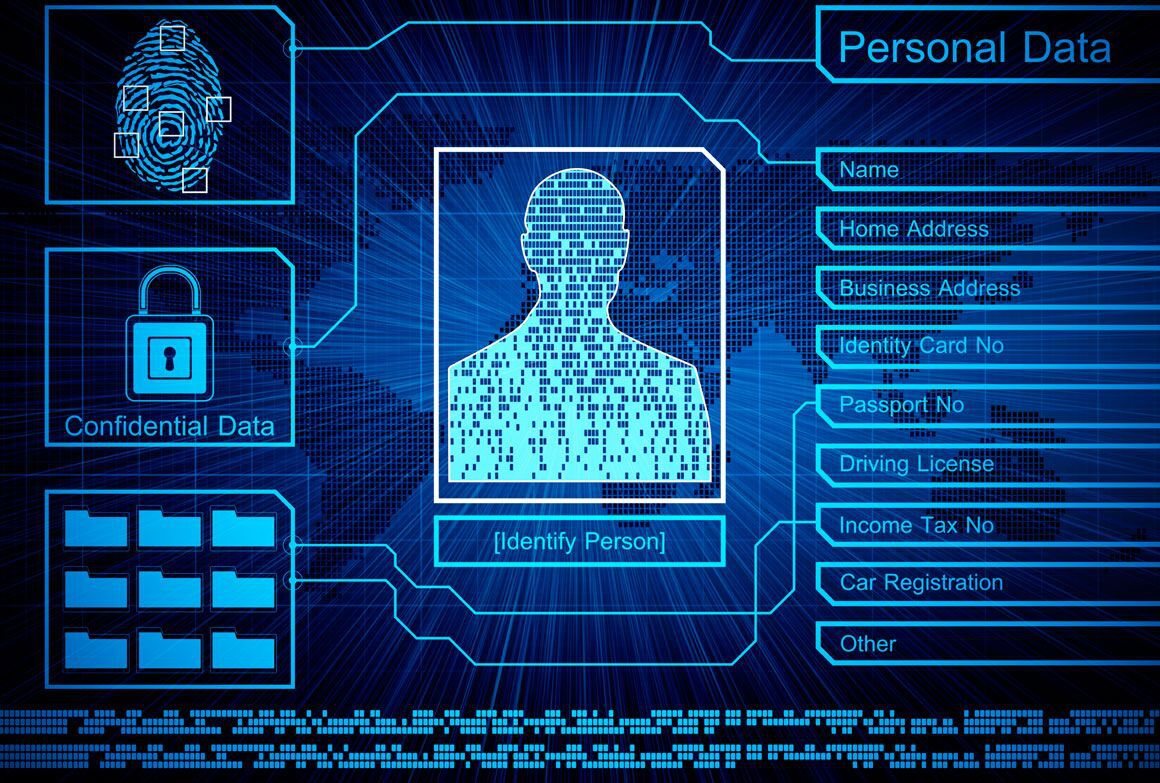 Personal Data
Name
Home Address
Business Address
Identity Card No
Passport No
Driving License
Income Tax No
Car Registration
Other
Confidential Data
[Identify Person]